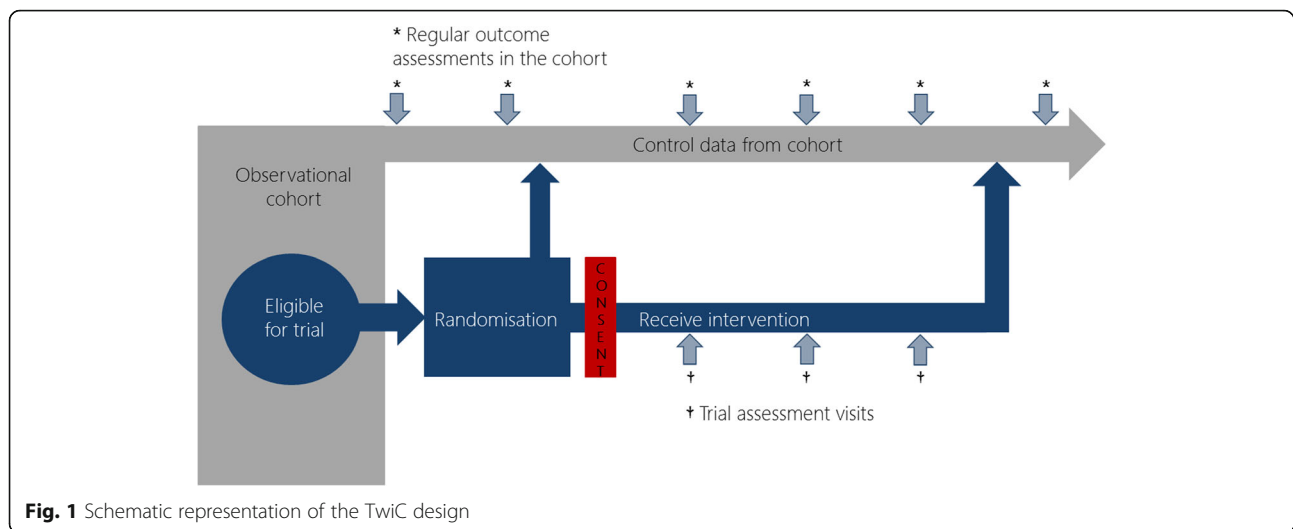 * Regular outcome
assessments in the cohort
* * * * * *
Control data from cohort
Observational
cohort
Eligible
for trial
Randomisation
CONSENT
Receive intervention
† † †
† Trial assessment visits
Fig. 1 Schematic representation of the TwiC design